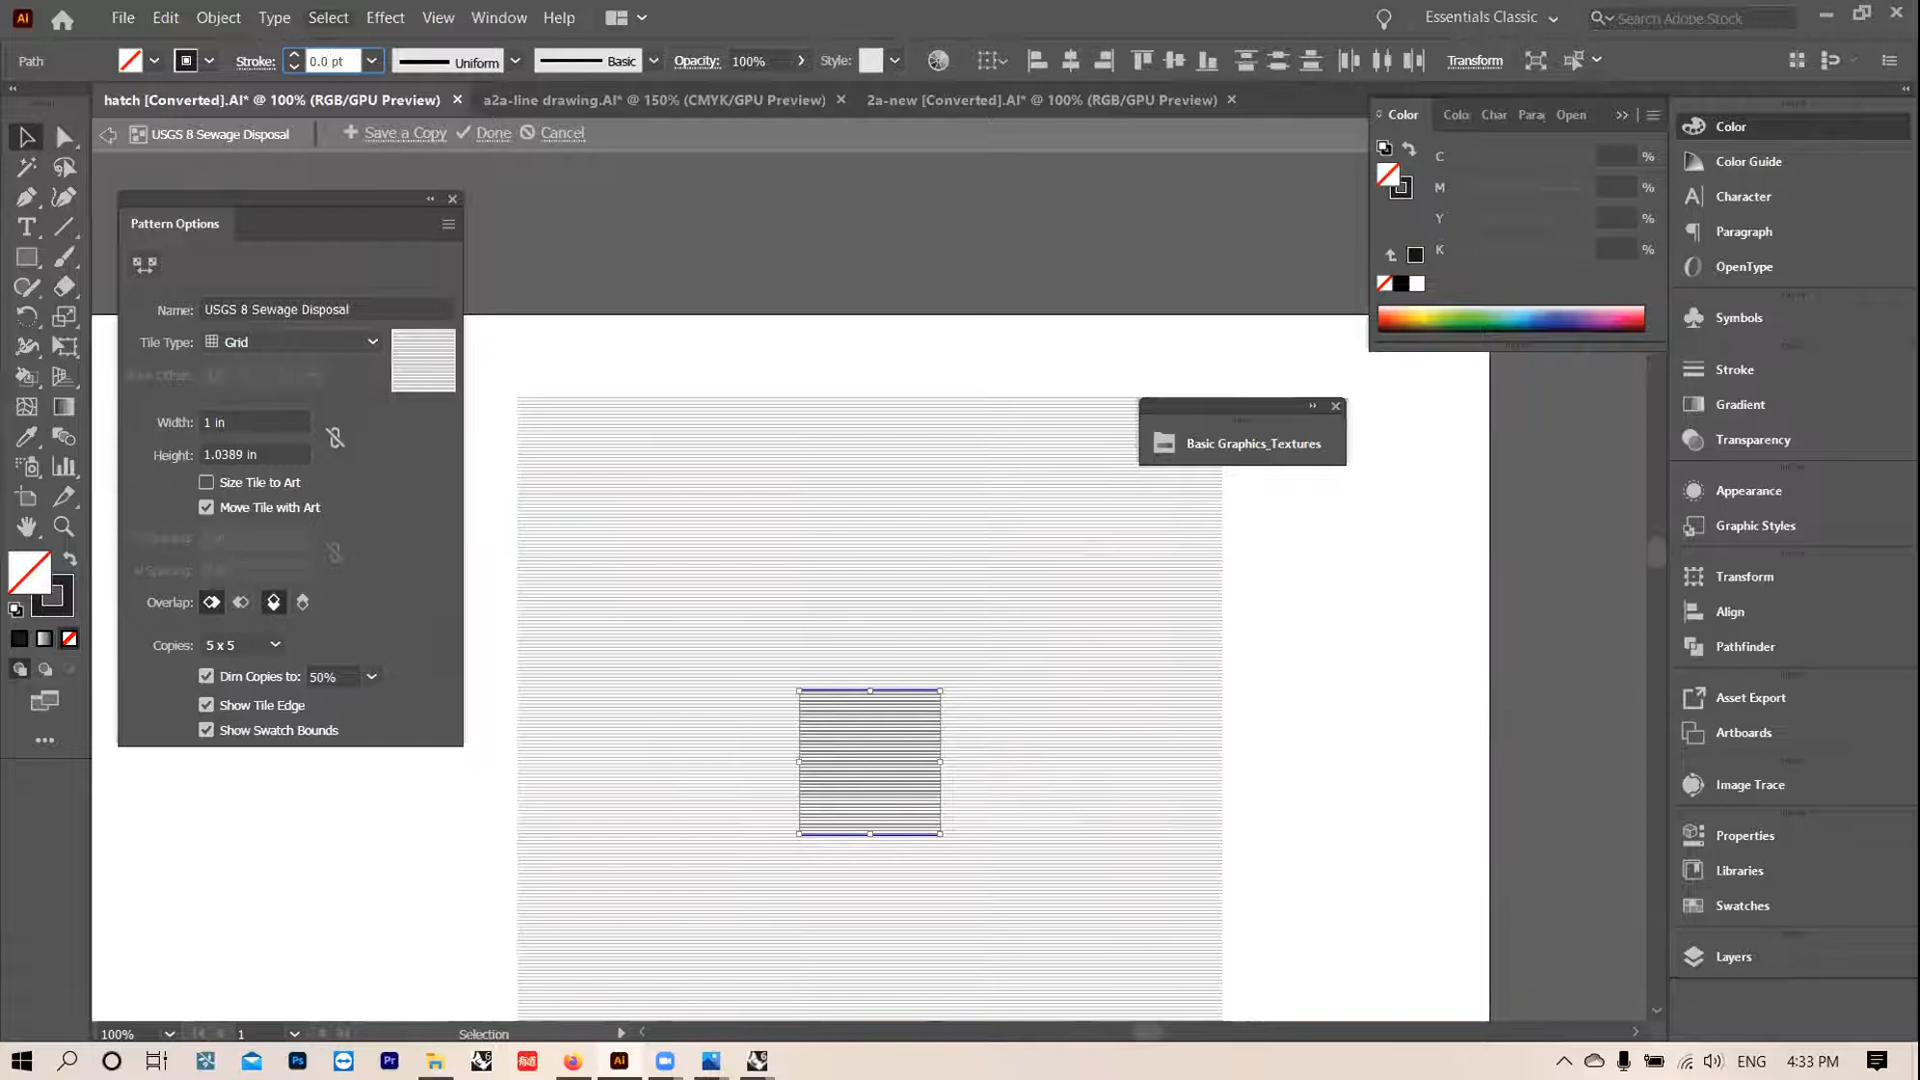 Ai File Edit Object Type Select Effect View Window Help Essentials Classic Search Adobe Stock
Path Stroke: 0.0 pt Uniform Basic Opacity: 100% Style: Transform
hatch [Converted].AI* @ 100% (RGB/GPU Preview) a2a-line drawing.AI* @ 150% (CMYK/GPU Preview) 2a-new [Converted].AI* @ 100% (RGB/GPU Preview)
USGS 8 Sewage Disposal Save a Copy Done Cancel
Color Colo Char Para Open
C %
M %
Y %
K %
Pattern Options
Name: USGS 8 Sewage Disposal
Tile Type: Grid
Width: 1 in
Height: 1.0389 in
Size Tile to Art
Move Tile with Art
Overlap:
Copies: 5 x 5
Dim Copies to: 50%
Show Tile Edge
Show Swatch Bounds
Basic Graphics_Textures
Color
Color Guide
Character
Paragraph
OpenType
Symbols
Stroke
Gradient
Transparency
Appearance
Graphic Styles
Transform
Align
Pathfinder
Asset Export
Artboards
Image Trace
Properties
Libraries
Swatches
Layers
100% 1 Selection
Ps Pr Ai ENG 4:33 PM